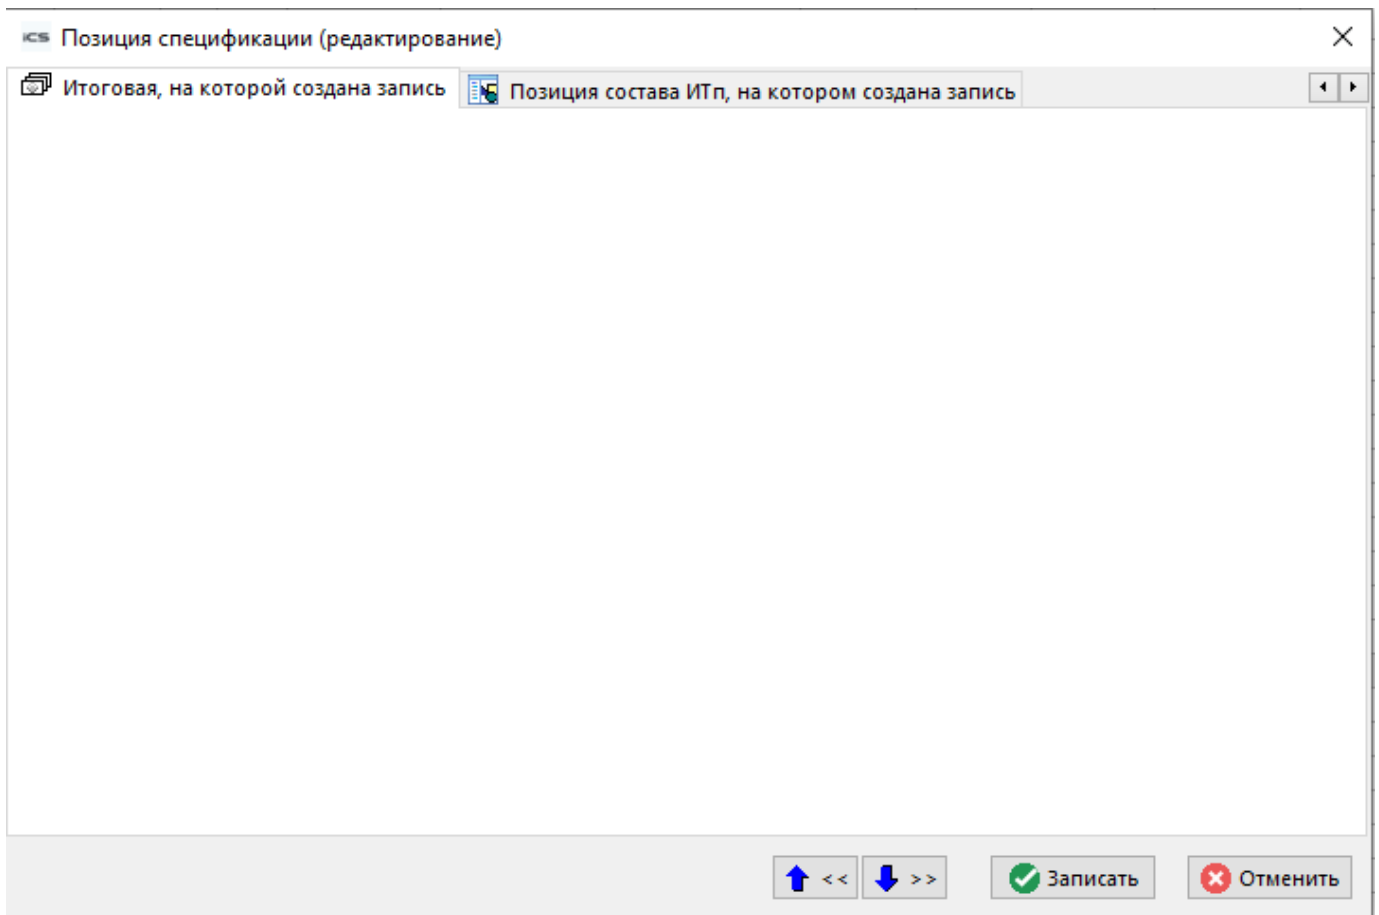 iCS Позиция спецификации (редактирование)
Итоговая, на которой создана запись
Позиция состава ИТп, на котором создана запись
<<
>>
Записать
Отменить